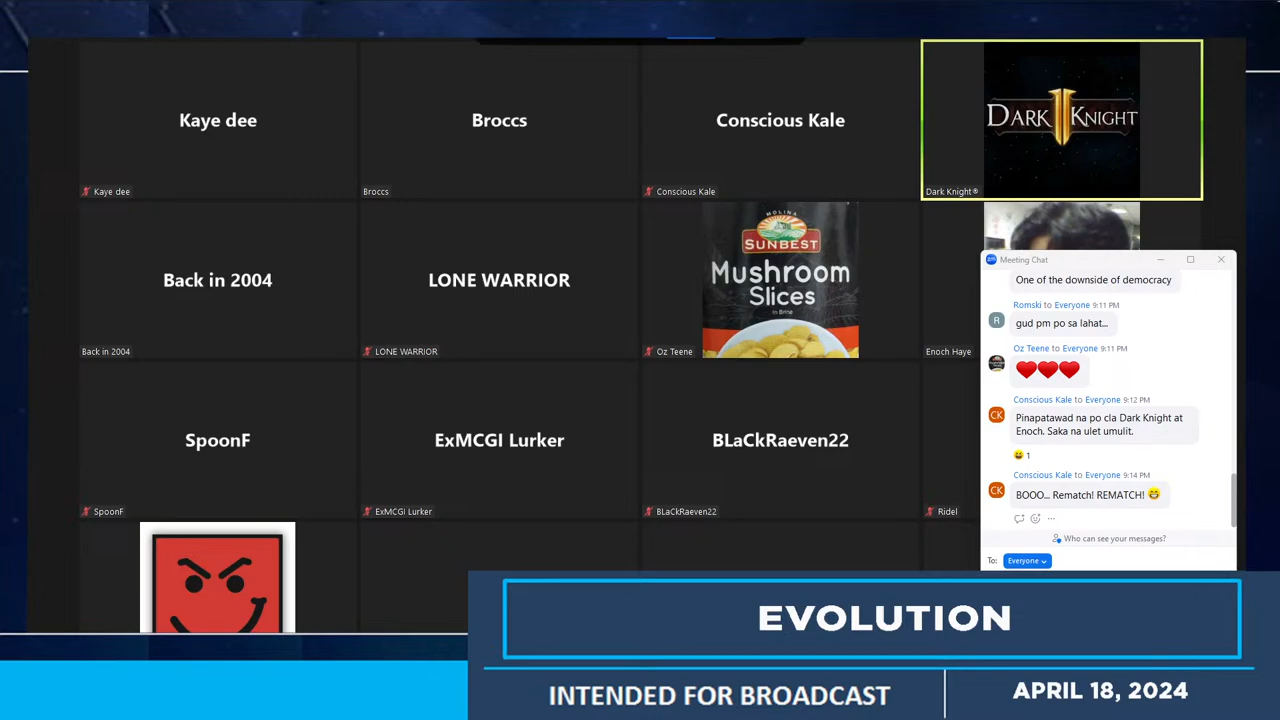 Kaye dee
Broccs
Conscious Kale
DARK KNIGHT
Kaye dee
Broccs
Conscious Kale
Dark Knight®
Back in 2004
LONE WARRIOR
MOLINA
SUNBEST
Mushroom
Slices
in Brine
Back in 2004
LONE WARRIOR
Oz Teene
Enoch Haye
SpoonF
ExMCGI Lurker
BLaCkRaeven22
SpoonF
ExMCGI Lurker
BLaCkRaeven22
Ridel
Meeting Chat
One of the downside of democracy
Romski to Everyone 9:11 PM
R
gud pm po sa lahat...
Oz Teene to Everyone 9:11 PM
❤️❤️❤️
Conscious Kale to Everyone 9:12 PM
CK
Pinapatawad na po cla Dark Knight at
Enoch. Saka na ulet umulit.
😄 1
Conscious Kale to Everyone 9:14 PM
CK
BOOO... Rematch! REMATCH! 😁
Who can see your messages?
To: Everyone
EVOLUTION
INTENDED FOR BROADCAST
APRIL 18, 2024